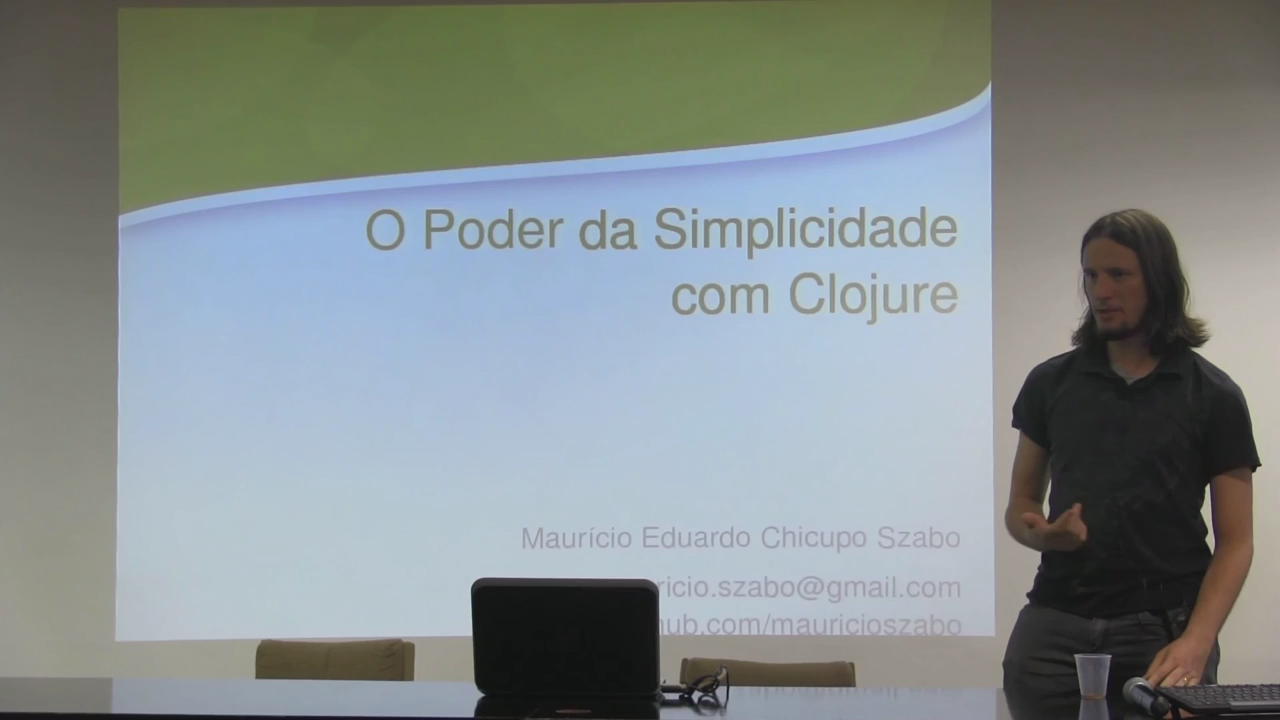 O Poder da Simplicidade
com Clojure
Maurício Eduardo Chicupo Szabo
ricio.szabo@gmail.com
hub.com/mauricioszabo